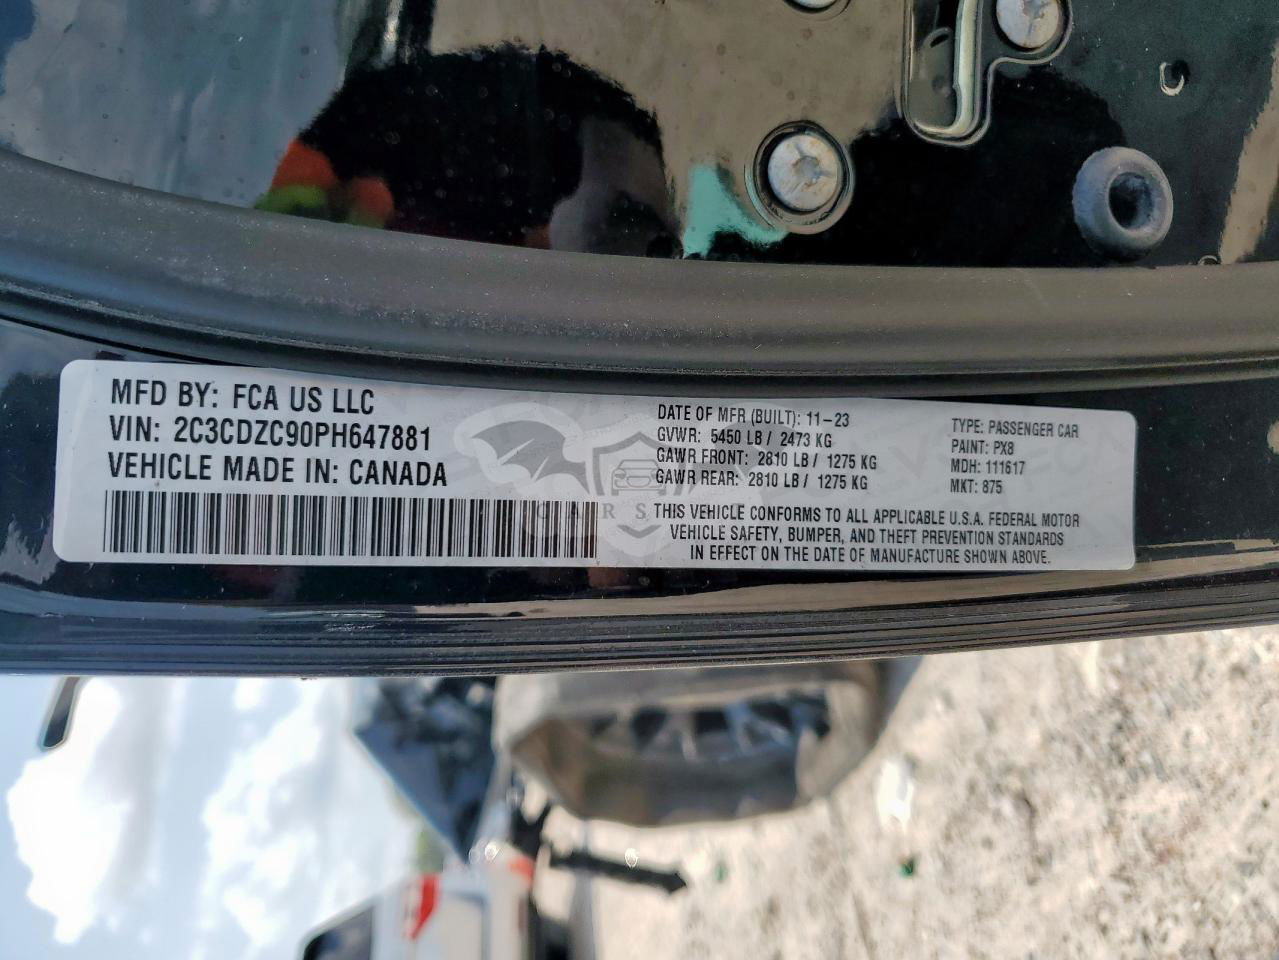 MFD BY: FCA US LLC
VIN: 2C3CDZC90PH647881
VEHICLE MADE IN: CANADA
DATE OF MFR (BUILT): 11-23
GVWR: 5450 LB / 2473 KG
GAWR FRONT: 2810 LB / 1275 KG
GAWR REAR: 2810 LB / 1275 KG
TYPE: PASSENGER CAR
PAINT: PX8
MDH: 111617
MKT: 875
THIS VEHICLE CONFORMS TO ALL APPLICABLE U.S.A. FEDERAL MOTOR
VEHICLE SAFETY, BUMPER, AND THEFT PREVENTION STANDARDS
IN EFFECT ON THE DATE OF MANUFACTURE SHOWN ABOVE.
CARS